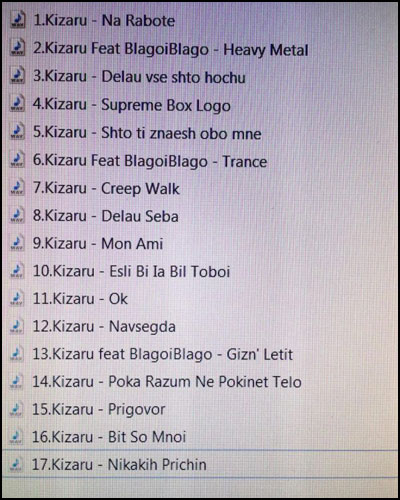 1.Kizaru - Na Rabote
2.Kizaru Feat BlagoiBlago - Heavy Metal
3.Kizaru - Delau vse shto hochu
4.Kizaru - Supreme Box Logo
5.Kizaru - Shto ti znaesh obo mne
6.Kizaru Feat BlagoiBlago - Trance
7.Kizaru - Creep Walk
8.Kizaru - Delau Seba
9.Kizaru - Mon Ami
10.Kizaru - Esli Bi Ia Bil Toboi
11.Kizaru - Ok
12.Kizaru - Navsegda
13.Kizaru feat BlagoiBlago - Gizn' Letit
14.Kizaru - Poka Razum Ne Pokinet Telo
15.Kizaru - Prigovor
16.Kizaru - Bit So Mnoi
17.Kizaru - Nikakih Prichin